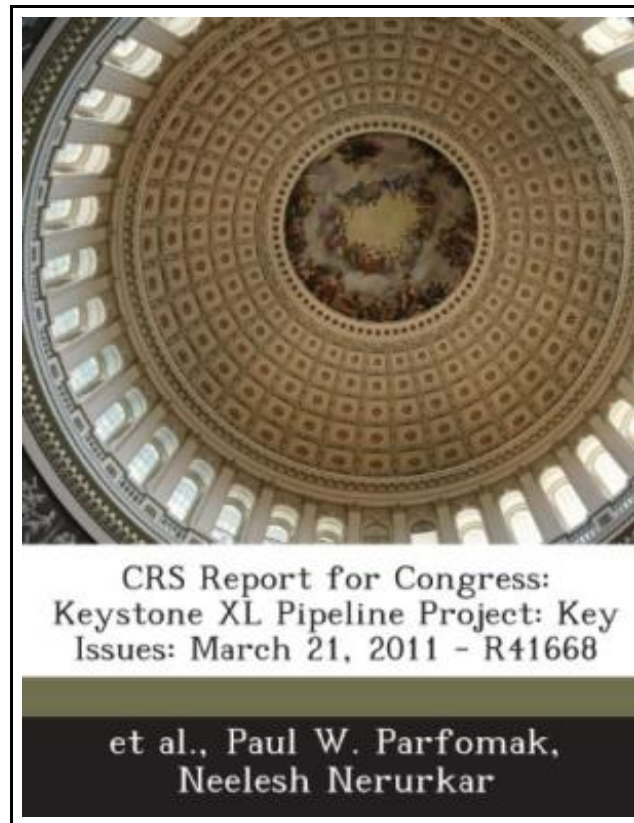 CRS Report for Congress:
Keystone XL Pipeline Project: Key
Issues: March 21, 2011 - R41668
et al., Paul W. Parfomak,
Neelesh Nerurkar